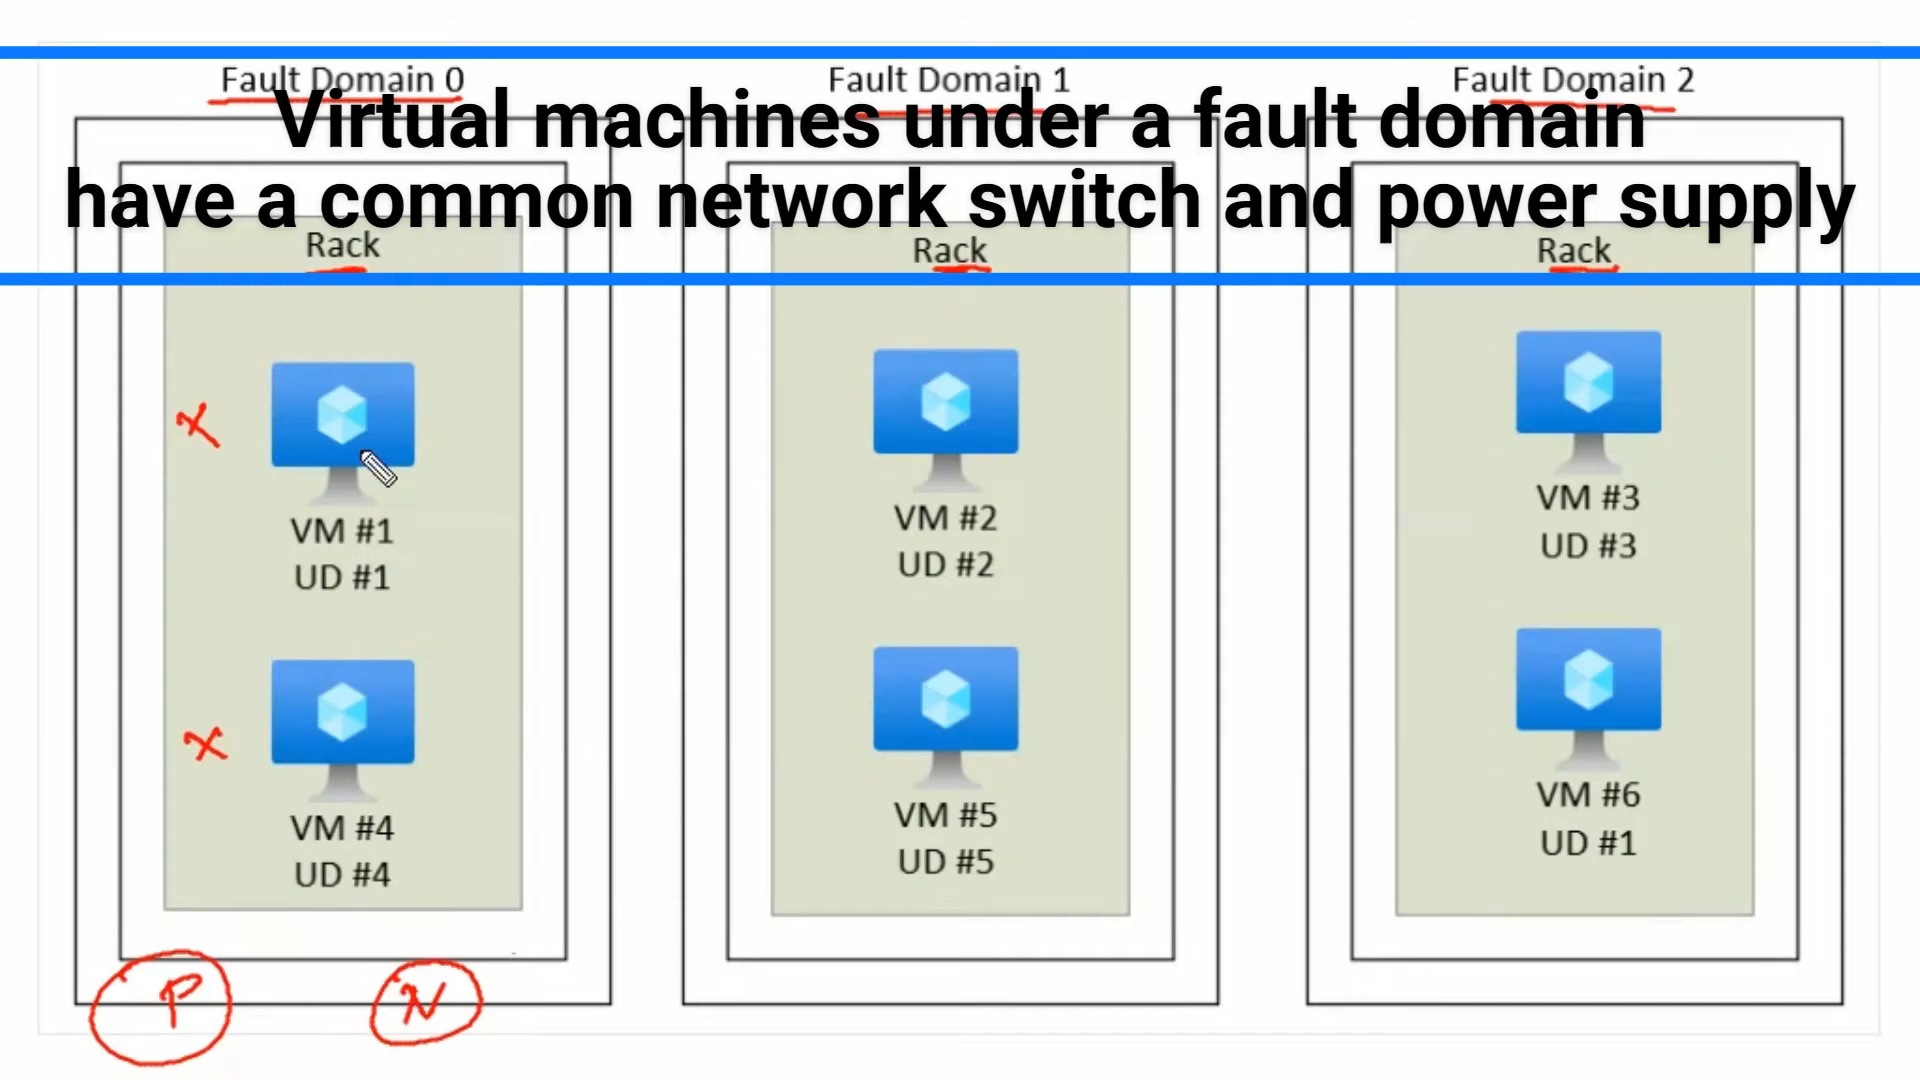 Fault Domain 0
Fault Domain 1
Fault Domain 2
Virtual machines under a fault domain
have a common network switch and power supply
Rack
Rack
Rack
VM #1
UD #1
VM #2
UD #2
VM #3
UD #3
VM #4
UD #4
VM #5
UD #5
VM #6
UD #1
P
N